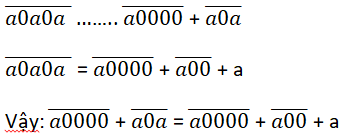 a0a0a ........ a0000 + a0a
a0a0a = a0000 + a00 + a
Vậy: a0000 + a0a = a0000 + a00 + a